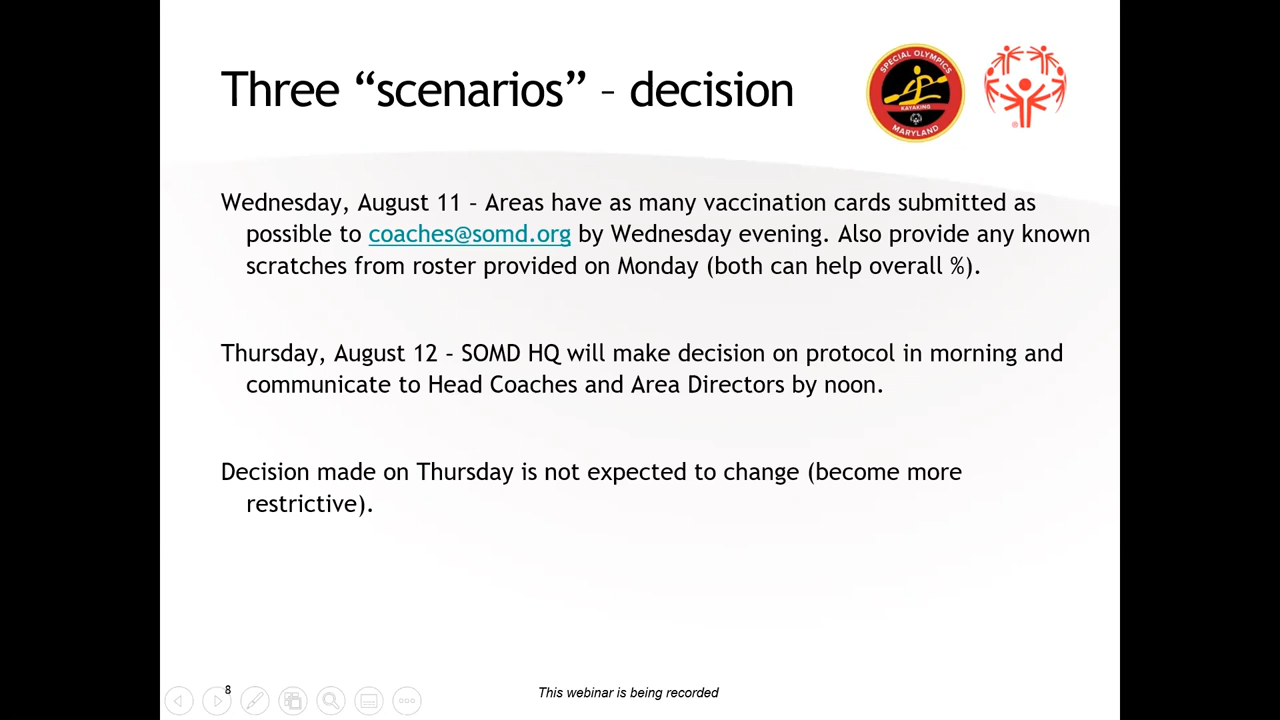 Three “scenarios” – decision
SPECIAL OLYMPICS
KAYAKING
MARYLAND
®
Wednesday, August 11 – Areas have as many vaccination cards submitted as
possible to coaches@somd.org by Wednesday evening. Also provide any known
scratches from roster provided on Monday (both can help overall %).
Thursday, August 12 – SOMD HQ will make decision on protocol in morning and
communicate to Head Coaches and Area Directors by noon.
Decision made on Thursday is not expected to change (become more
restrictive).
8
This webinar is being recorded